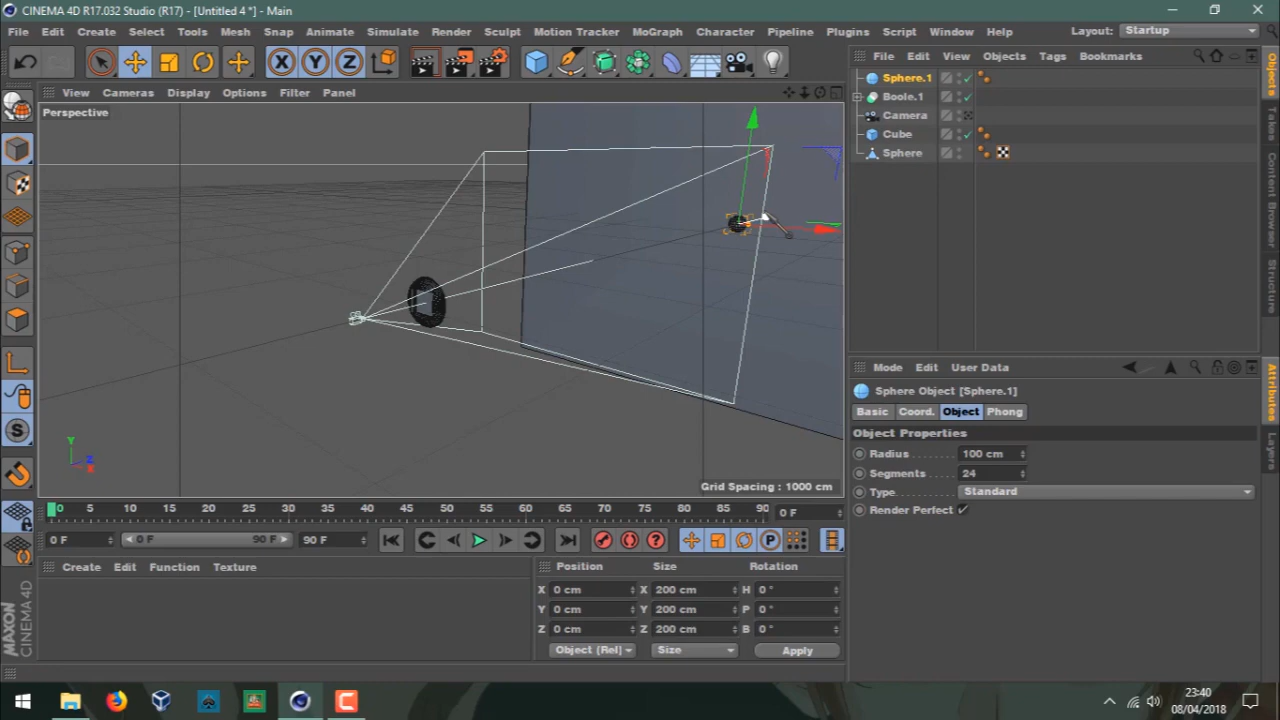 CINEMA 4D R17.032 Studio (R17) - [Untitled 4 *] - Main
File Edit Create Select Tools Mesh Snap Animate Simulate Render Sculpt Motion Tracker MoGraph Character Pipeline Plugins Script Window Help Layout: Startup
X Y Z
File Edit View Objects Tags Bookmarks
View Cameras Display Options Filter Panel
Perspective
Sphere.1
Boole.1
Camera
Cube
Sphere
Objects
Takes
Content Browser
Structure
Mode Edit User Data
Sphere Object [Sphere.1]
Basic Coord. Object Phong
Object Properties
Radius 100 cm
Segments 24
Type Standard
Render Perfect
Attributes
Layers
Y
Z
X
S
Grid Spacing : 1000 cm
0 5 10 15 20 25 30 35 40 45 50 55 60 65 70 75 80 85 90
0 F
0 F 0 F 90 F 90 F
P
Create Edit Function Texture
Position Size Rotation
X 0 cm X 200 cm H 0 °
Y 0 cm Y 200 cm P 0 °
Z 0 cm Z 200 cm B 0 °
Object (Rel) Size Apply
MAXON
CINEMA 4D
23:40
08/04/2018